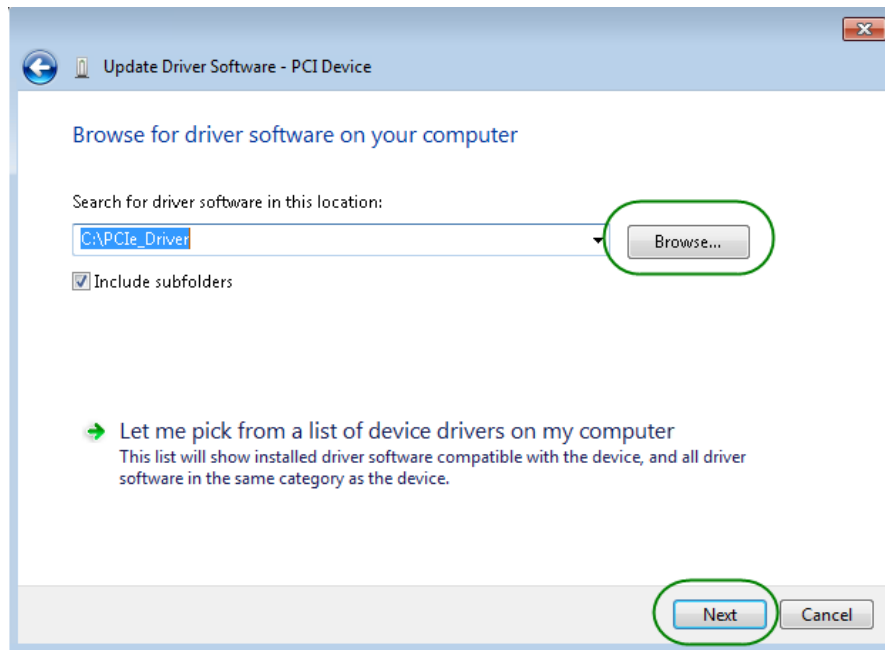 Update Driver Software - PCI Device
Browse for driver software on your computer
Search for driver software in this location:
C:\PCIe_Driver
Browse...
Include subfolders
Let me pick from a list of device drivers on my computer
This list will show installed driver software compatible with the device, and all driver
software in the same category as the device.
Next
Cancel